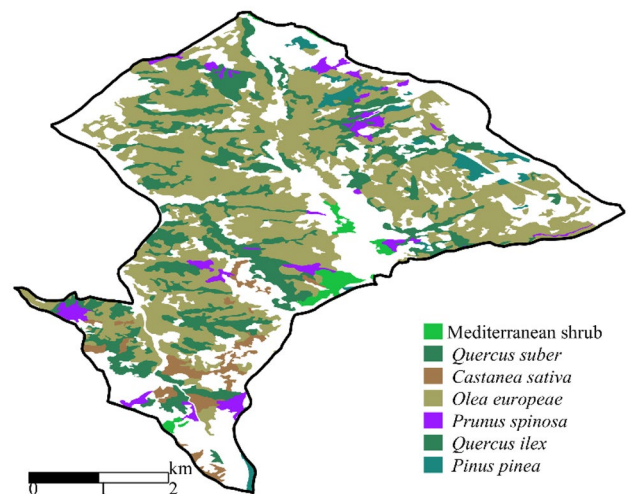 Mediterranean shrub
Quercus suber
Castanea sativa
Olea europeae
Prunus spinosa
Quercus ilex
Pinus pinea
km
0 1 2